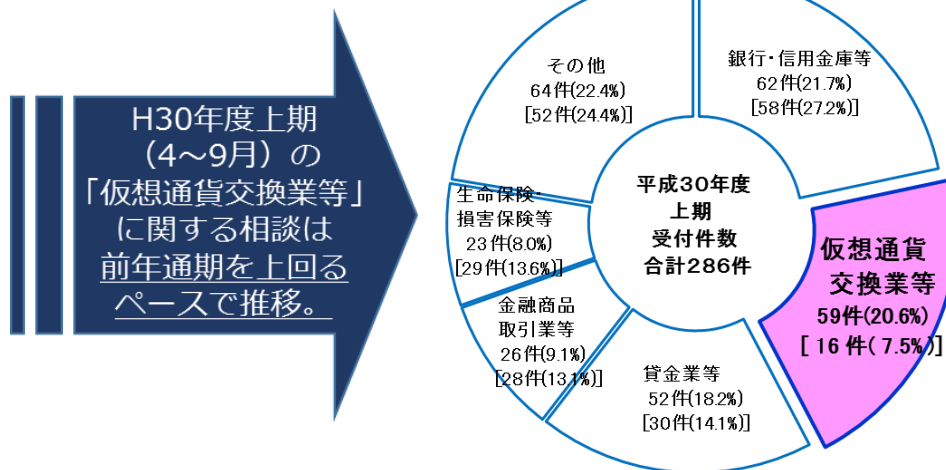 H30年度上期
（4～9月）の
「仮想通貨交換業等」
に関する相談は
前年通期を上回る
ペースで推移。
その他
64件(22.4%)
[52件(24.4%)]
銀行・信用金庫等
62件(21.7%)
[58件(27.2%)]
生命保険・
損害保険等
23件(8.0%)
[29件(13.6%)]
平成30年度
上期
受付件数
合計286件
仮想通貨
交換業等
59件(20.6%)
[ 16 件( 7.5%)]
金融商品
取引業等
26件(9.1%)
[28件(13.1%)]
貸金業等
52件(18.2%)
[30件(14.1%)]